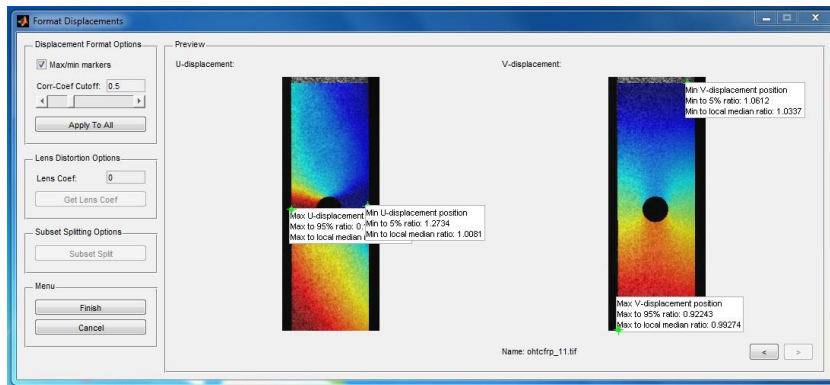 Format Displacements
Displacement Format Options
Max/min markers
Corr-Coef Cutoff: 0.5
Apply To All
Lens Distortion Options
Lens Coef: 0
Get Lens Coef
Subset Splitting Options
Subset Split
Menu
Finish
Cancel
Preview
U-displacement:
Max U-displacement
Max to 95% ratio: 0.
Max to local median
Min U-displacement position
Min to 5% ratio: 1.2734
Min to local median ratio: 1.0081
V-displacement:
Min V-displacement position
Min to 5% ratio: 1.0612
Min to local median ratio: 1.0337
Max V-displacement position
Max to 95% ratio: 0.92243
Max to local median ratio: 0.99274
Name: ohtcfrp_11.tif
< >